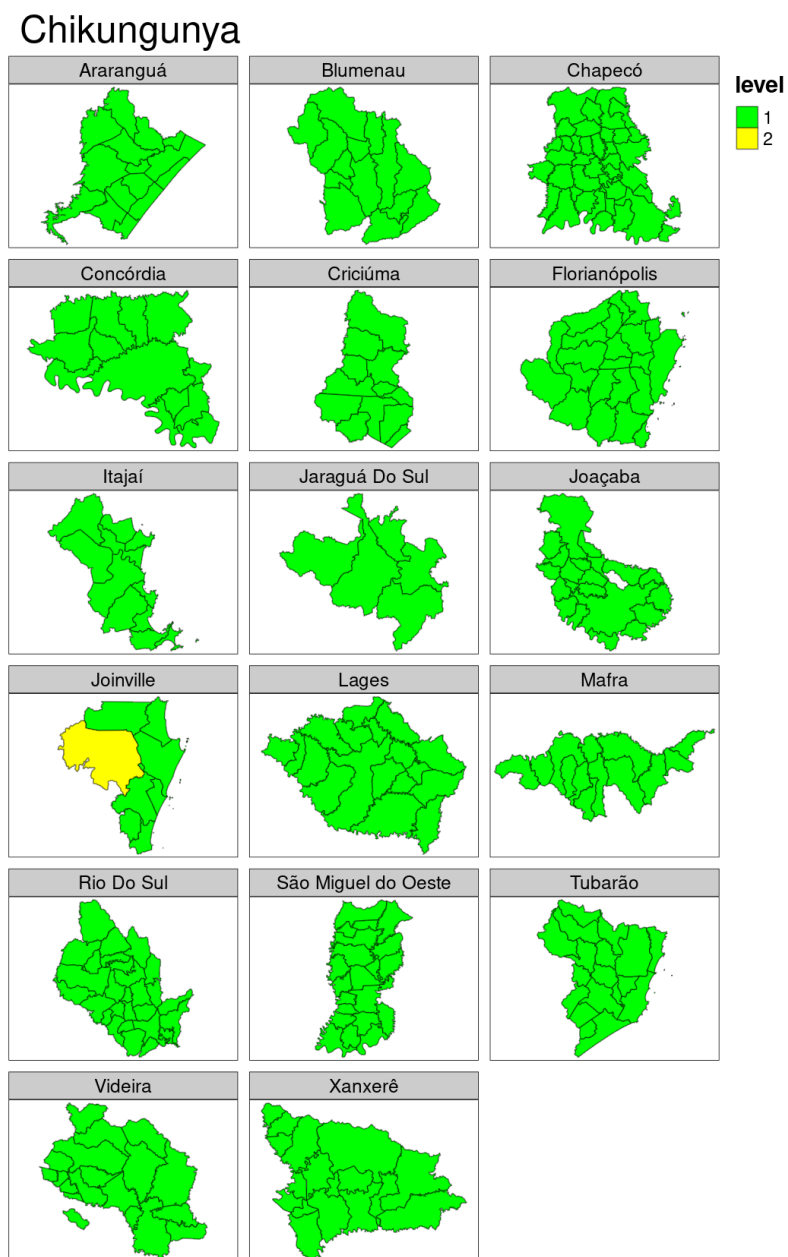 Chikungunya
Araranguá
Blumenau
Chapecó
level
1
2
Concórdia
Criciúma
Florianópolis
Itajaí
Jaraguá Do Sul
Joaçaba
Joinville
Lages
Mafra
Rio Do Sul
São Miguel do Oeste
Tubarão
Videira
Xanxerê